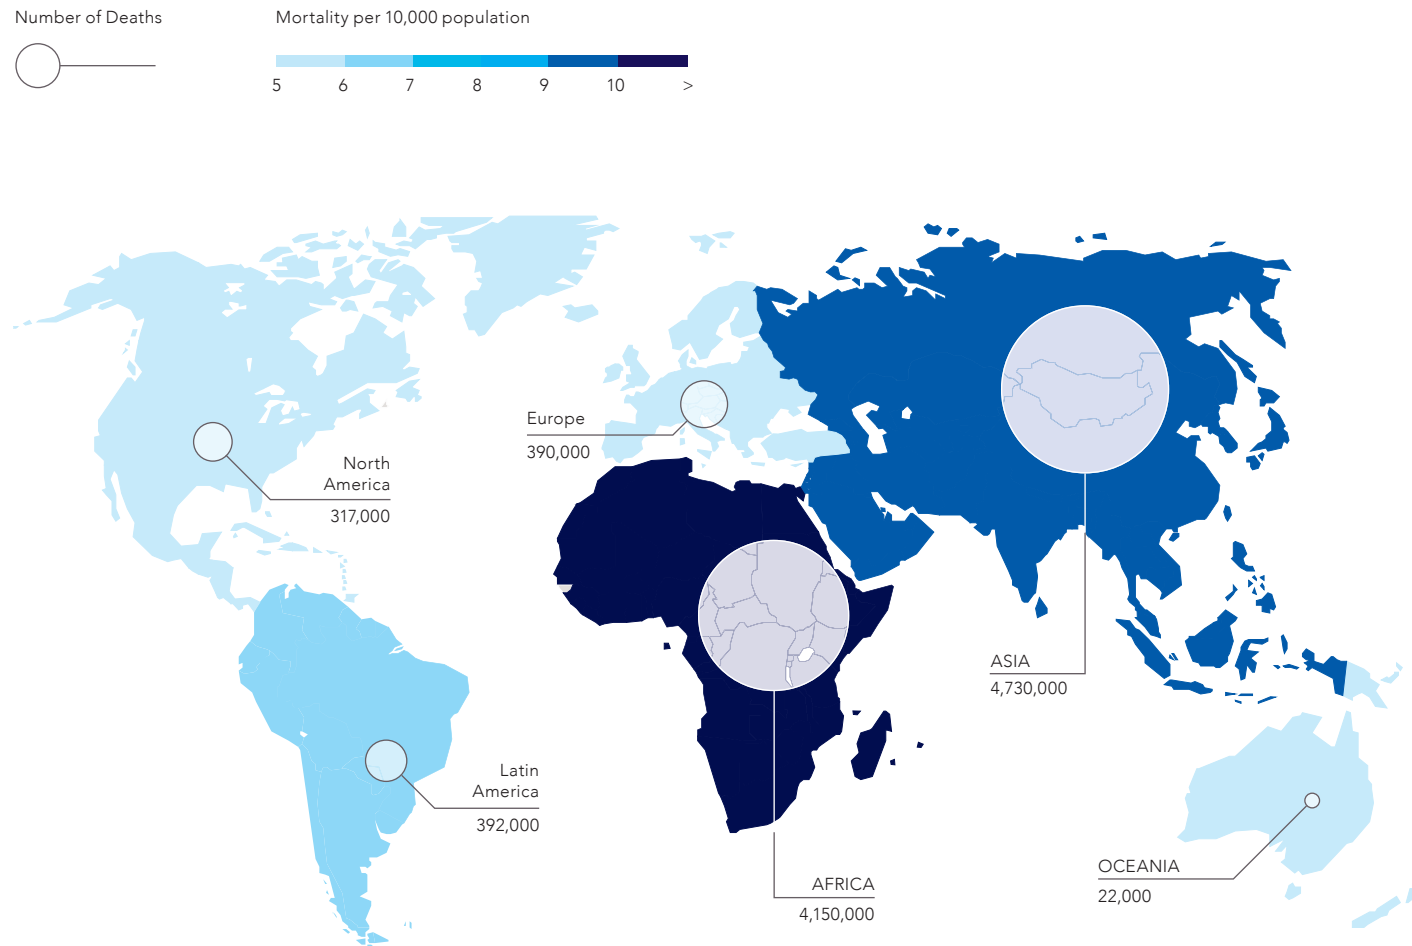 Number of Deaths
Mortality per 10,000 population
5 6 7 8 9 10 >
Europe
390,000
North
America
317,000
ASIA
4,730,000
Latin
America
392,000
OCEANIA
22,000
AFRICA
4,150,000